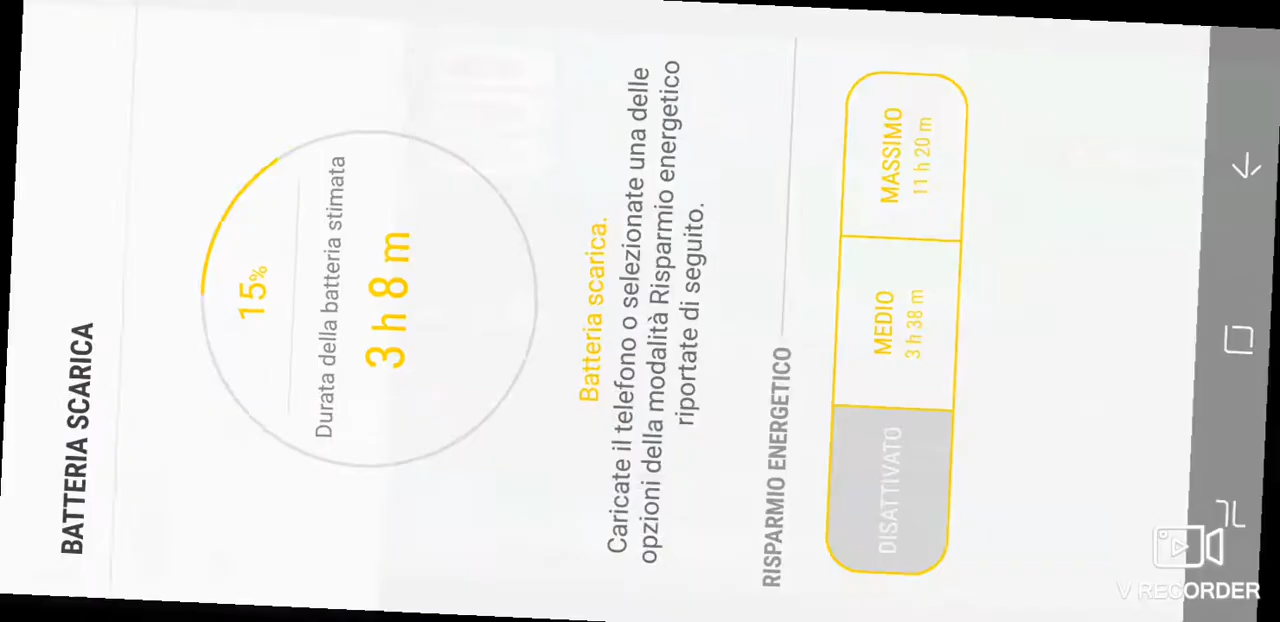 BATTERIA SCARICA
15%
Durata della batteria stimata
3 h 8 m
Batteria scarica.
Caricate il telefono o selezionate una delle
opzioni della modalità Risparmio energetico
riportate di seguito.
RISPARMIO ENERGETICO
DISATTIVATO
MEDIO
3 h 38 m
MASSIMO
11 h 20 m
V RECORDER